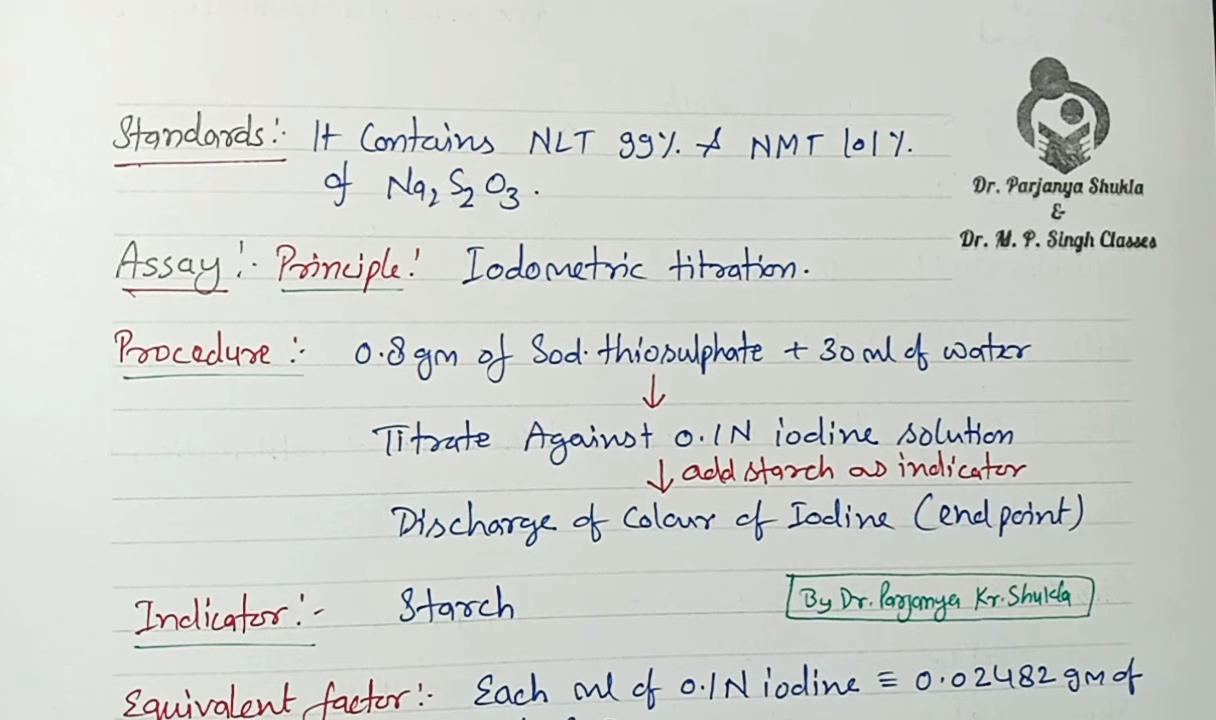 Standards:- It Contains NLT 99% & NMT 101%
of Na₂S₂O₃.
Dr. Parjanya Shukla
&
Dr. M. P. Singh Classes
Assay:- Principle:- Iodometric titration.
Procedure:- 0.8 gm of Sod. thiosulphate + 30 ml of water
↓
Titrate Against 0.1N iodine solution
↓ add starch as indicator
Discharge of Colour of Iodine (end point)
Indicator:- Starch
By Dr. Parjanya Kr. Shukla
Equivalent factor:- Each ml of 0.1N iodine ≡ 0.02482 gm of